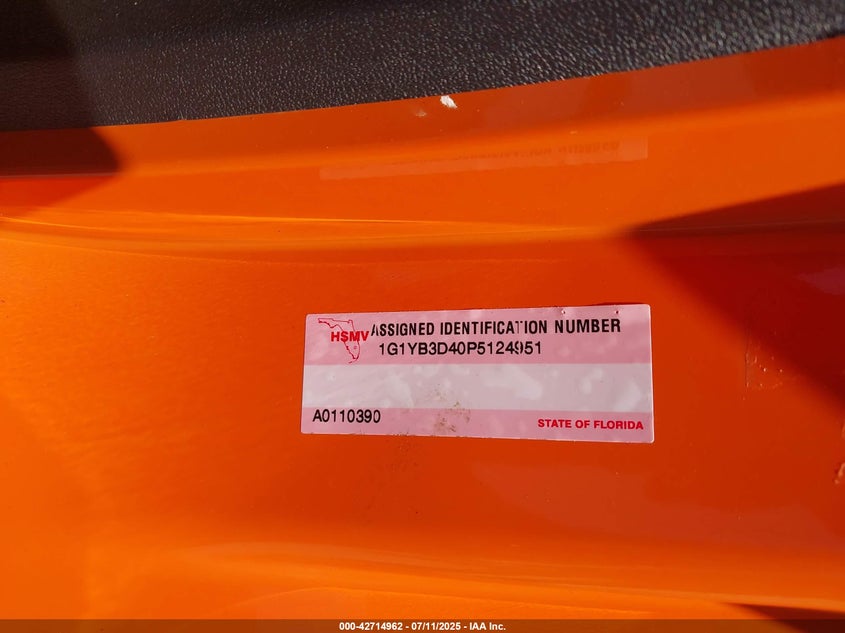 HSMV
ASSIGNED IDENTIFICATION NUMBER
1G1YB3D40P5124951
A0110390
STATE OF FLORIDA
000-42714962 - 07/11/2025 - IAA Inc.